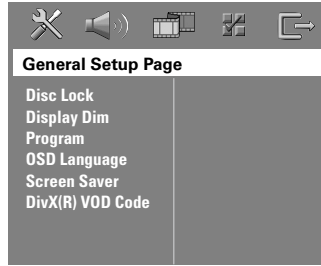 General Setup Page
Disc Lock
Display Dim
Program
OSD Language
Screen Saver
DivX(R) VOD Code